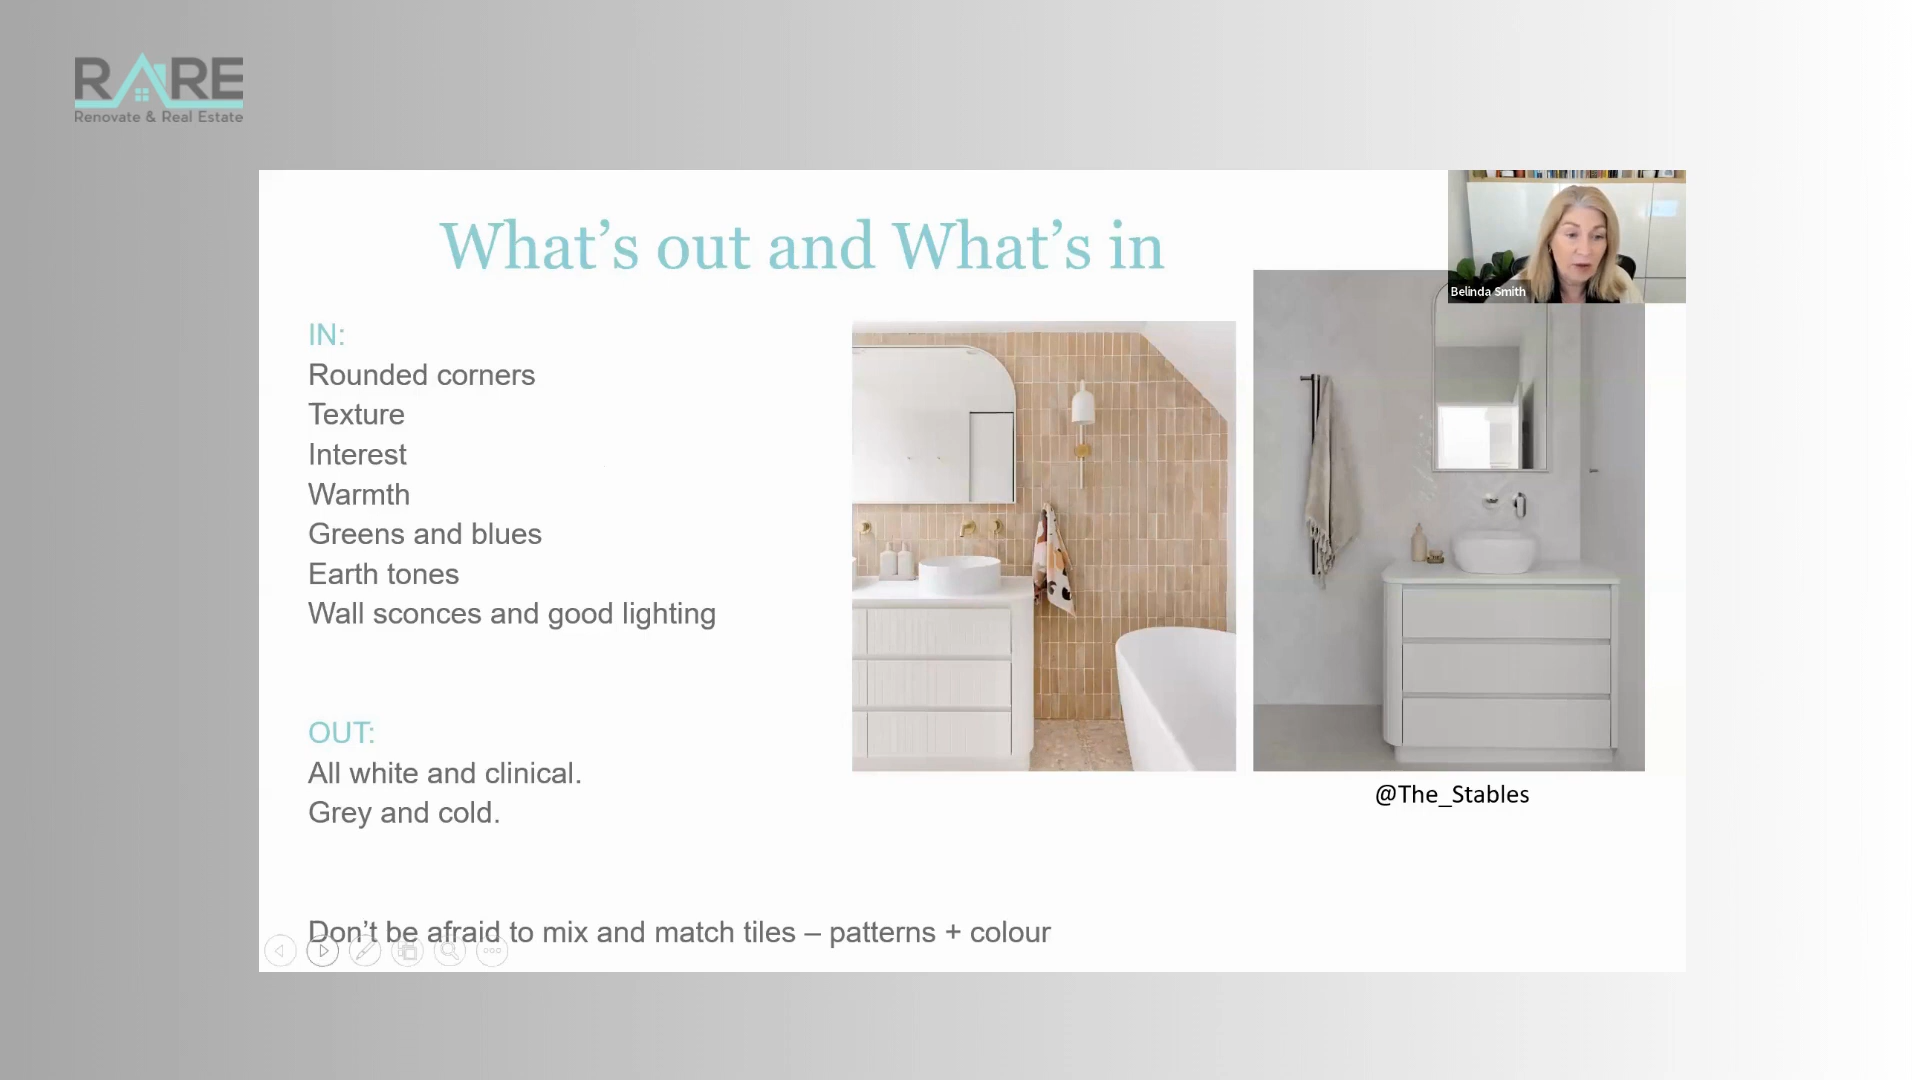 RARE
Renovate & Real Estate
What’s out and What’s in
Belinda Smith
IN:
Rounded corners
Texture
Interest
Warmth
Greens and blues
Earth tones
Wall sconces and good lighting
OUT:
All white and clinical.
Grey and cold.
@The_Stables
Don’t be afraid to mix and match tiles – patterns + colour